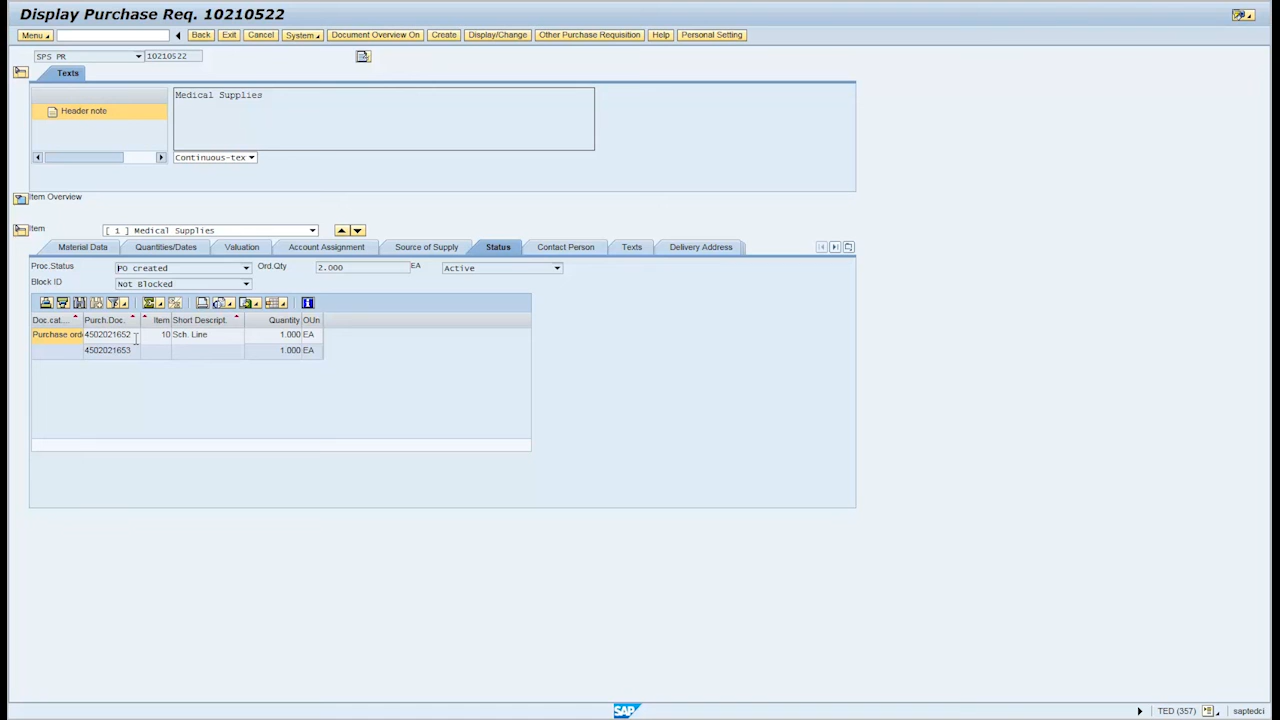 Display Purchase Req. 10210522
Menu Back Exit Cancel System Document Overview On Create Display/Change Other Purchase Requisition Help Personal Setting
SPS PR 10210522
Texts
Header note
Medical Supplies
Continuous-tex
Item Overview
Item [ 1 ] Medical Supplies
Material Data Quantities/Dates Valuation Account Assignment Source of Supply Status Contact Person Texts Delivery Address
Proc.Status PO created Ord.Qty 2.000 EA Active
Block ID Not Blocked
Doc.cat.... Purch.Doc. Item Short Descript. Quantity OUn
Purchase ord 4502021652 10 Sch. Line 1.000 EA
4502021653 1.000 EA
SAP TED (357) saptedci